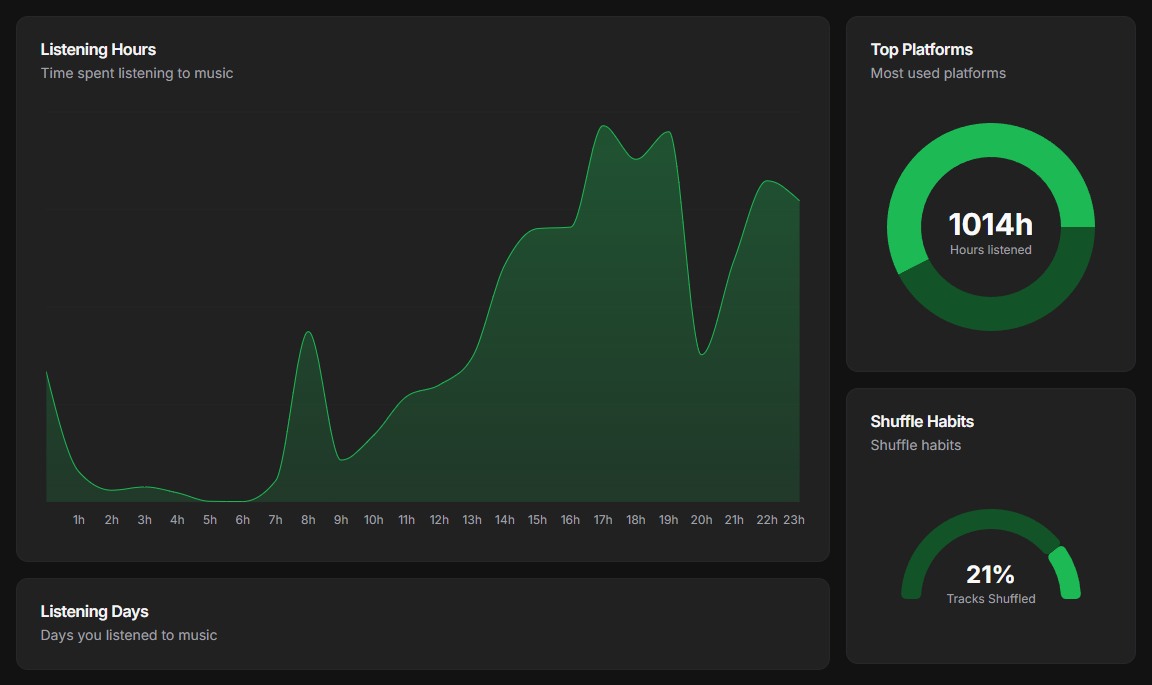 Listening Hours
Time spent listening to music
1h 2h 3h 4h 5h 6h 7h 8h 9h 10h 11h 12h 13h 14h 15h 16h 17h 18h 19h 20h 21h 22h 23h
Listening Days
Days you listened to music
Top Platforms
Most used platforms
1014h
Hours listened
Shuffle Habits
Shuffle habits
21%
Tracks Shuffled